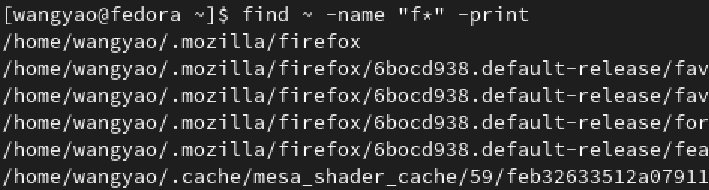 [wangyao@fedora ~]$ find ~ -name "f*" -print
/home/wangyao/.mozilla/firefox
/home/wangyao/.mozilla/firefox/6bocd938.default-release/fav
/home/wangyao/.mozilla/firefox/6bocd938.default-release/fav
/home/wangyao/.mozilla/firefox/6bocd938.default-release/for
/home/wangyao/.mozilla/firefox/6bocd938.default-release/fea
/home/wangyao/.cache/mesa_shader_cache/59/feb32633512a07911